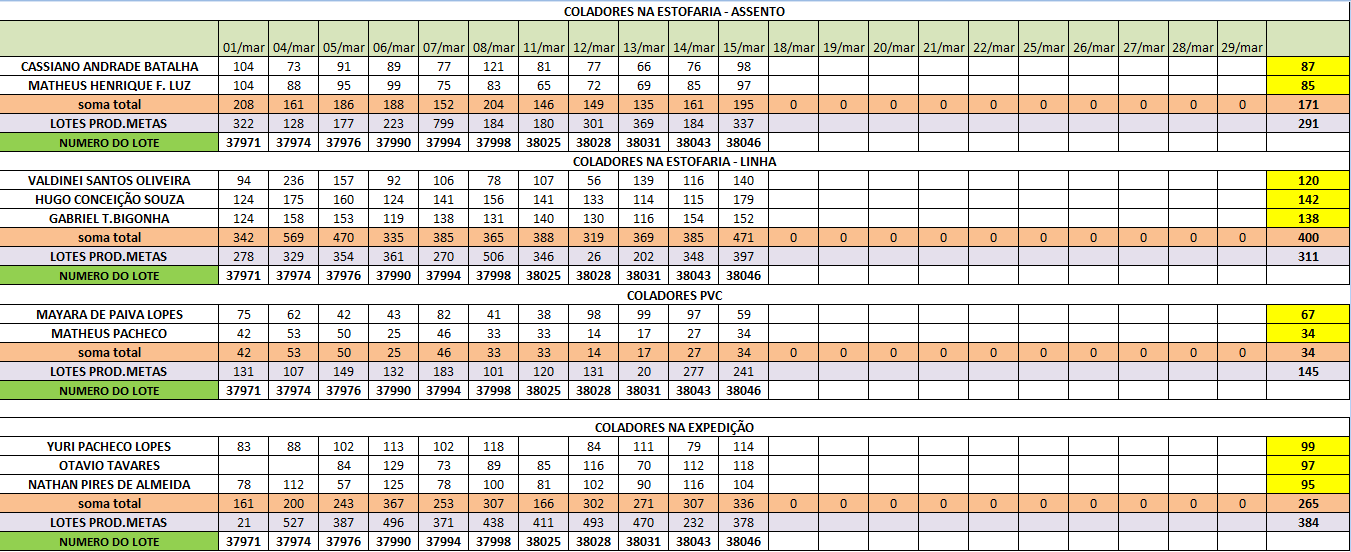 COLADORES NA ESTOFARIA - ASSENTO
01/mar 04/mar 05/mar 06/mar 07/mar 08/mar 11/mar 12/mar 13/mar 14/mar 15/mar 18/mar 19/mar 20/mar 21/mar 22/mar 25/mar 26/mar 27/mar 28/mar 29/mar
CASSIANO ANDRADE BATALHA 104 73 91 89 77 121 81 77 66 76 98 87
MATHEUS HENRIQUE F. LUZ 104 88 95 99 75 83 65 72 69 85 97 85
soma total 208 161 186 188 152 204 146 149 135 161 195 0 0 0 0 0 0 0 0 0 0 171
LOTES PROD.METAS 322 128 177 223 799 184 180 301 369 184 337 291
NUMERO DO LOTE 37971 37974 37976 37990 37994 37998 38025 38028 38031 38043 38046
COLADORES NA ESTOFARIA - LINHA
VALDINEI SANTOS OLIVEIRA 94 236 157 92 106 78 107 56 139 116 140 120
HUGO CONCEIÇÃO SOUZA 124 175 160 124 141 156 141 133 114 115 179 142
GABRIEL T.BIGONHA 124 158 153 119 138 131 140 130 116 154 152 138
soma total 342 569 470 335 385 365 388 319 369 385 471 0 0 0 0 0 0 0 0 0 0 400
LOTES PROD.METAS 278 329 354 361 270 506 346 26 202 348 397 311
NUMERO DO LOTE 37971 37974 37976 37990 37994 37998 38025 38028 38031 38043 38046
COLADORES PVC
MAYARA DE PAIVA LOPES 75 62 42 43 82 41 38 98 99 97 59 67
MATHEUS PACHECO 42 53 50 25 46 33 33 14 17 27 34 34
soma total 42 53 50 25 46 33 33 14 17 27 34 0 0 0 0 0 0 0 0 0 0 34
LOTES PROD.METAS 131 107 149 132 183 101 120 131 20 277 241 145
NUMERO DO LOTE 37971 37974 37976 37990 37994 37998 38025 38028 38031 38043 38046
COLADORES NA EXPEDIÇÃO
YURI PACHECO LOPES 83 88 102 113 102 118 84 111 79 114 99
OTAVIO TAVARES 84 129 73 89 85 116 70 112 118 97
NATHAN PIRES DE ALMEIDA 78 112 57 125 78 100 81 102 90 116 104 95
soma total 161 200 243 367 253 307 166 302 271 307 336 0 0 0 0 0 0 0 0 0 0 265
LOTES PROD.METAS 21 527 387 496 371 438 411 493 470 232 378 384
NUMERO DO LOTE 37971 37974 37976 37990 37994 37998 38025 38028 38031 38043 38046